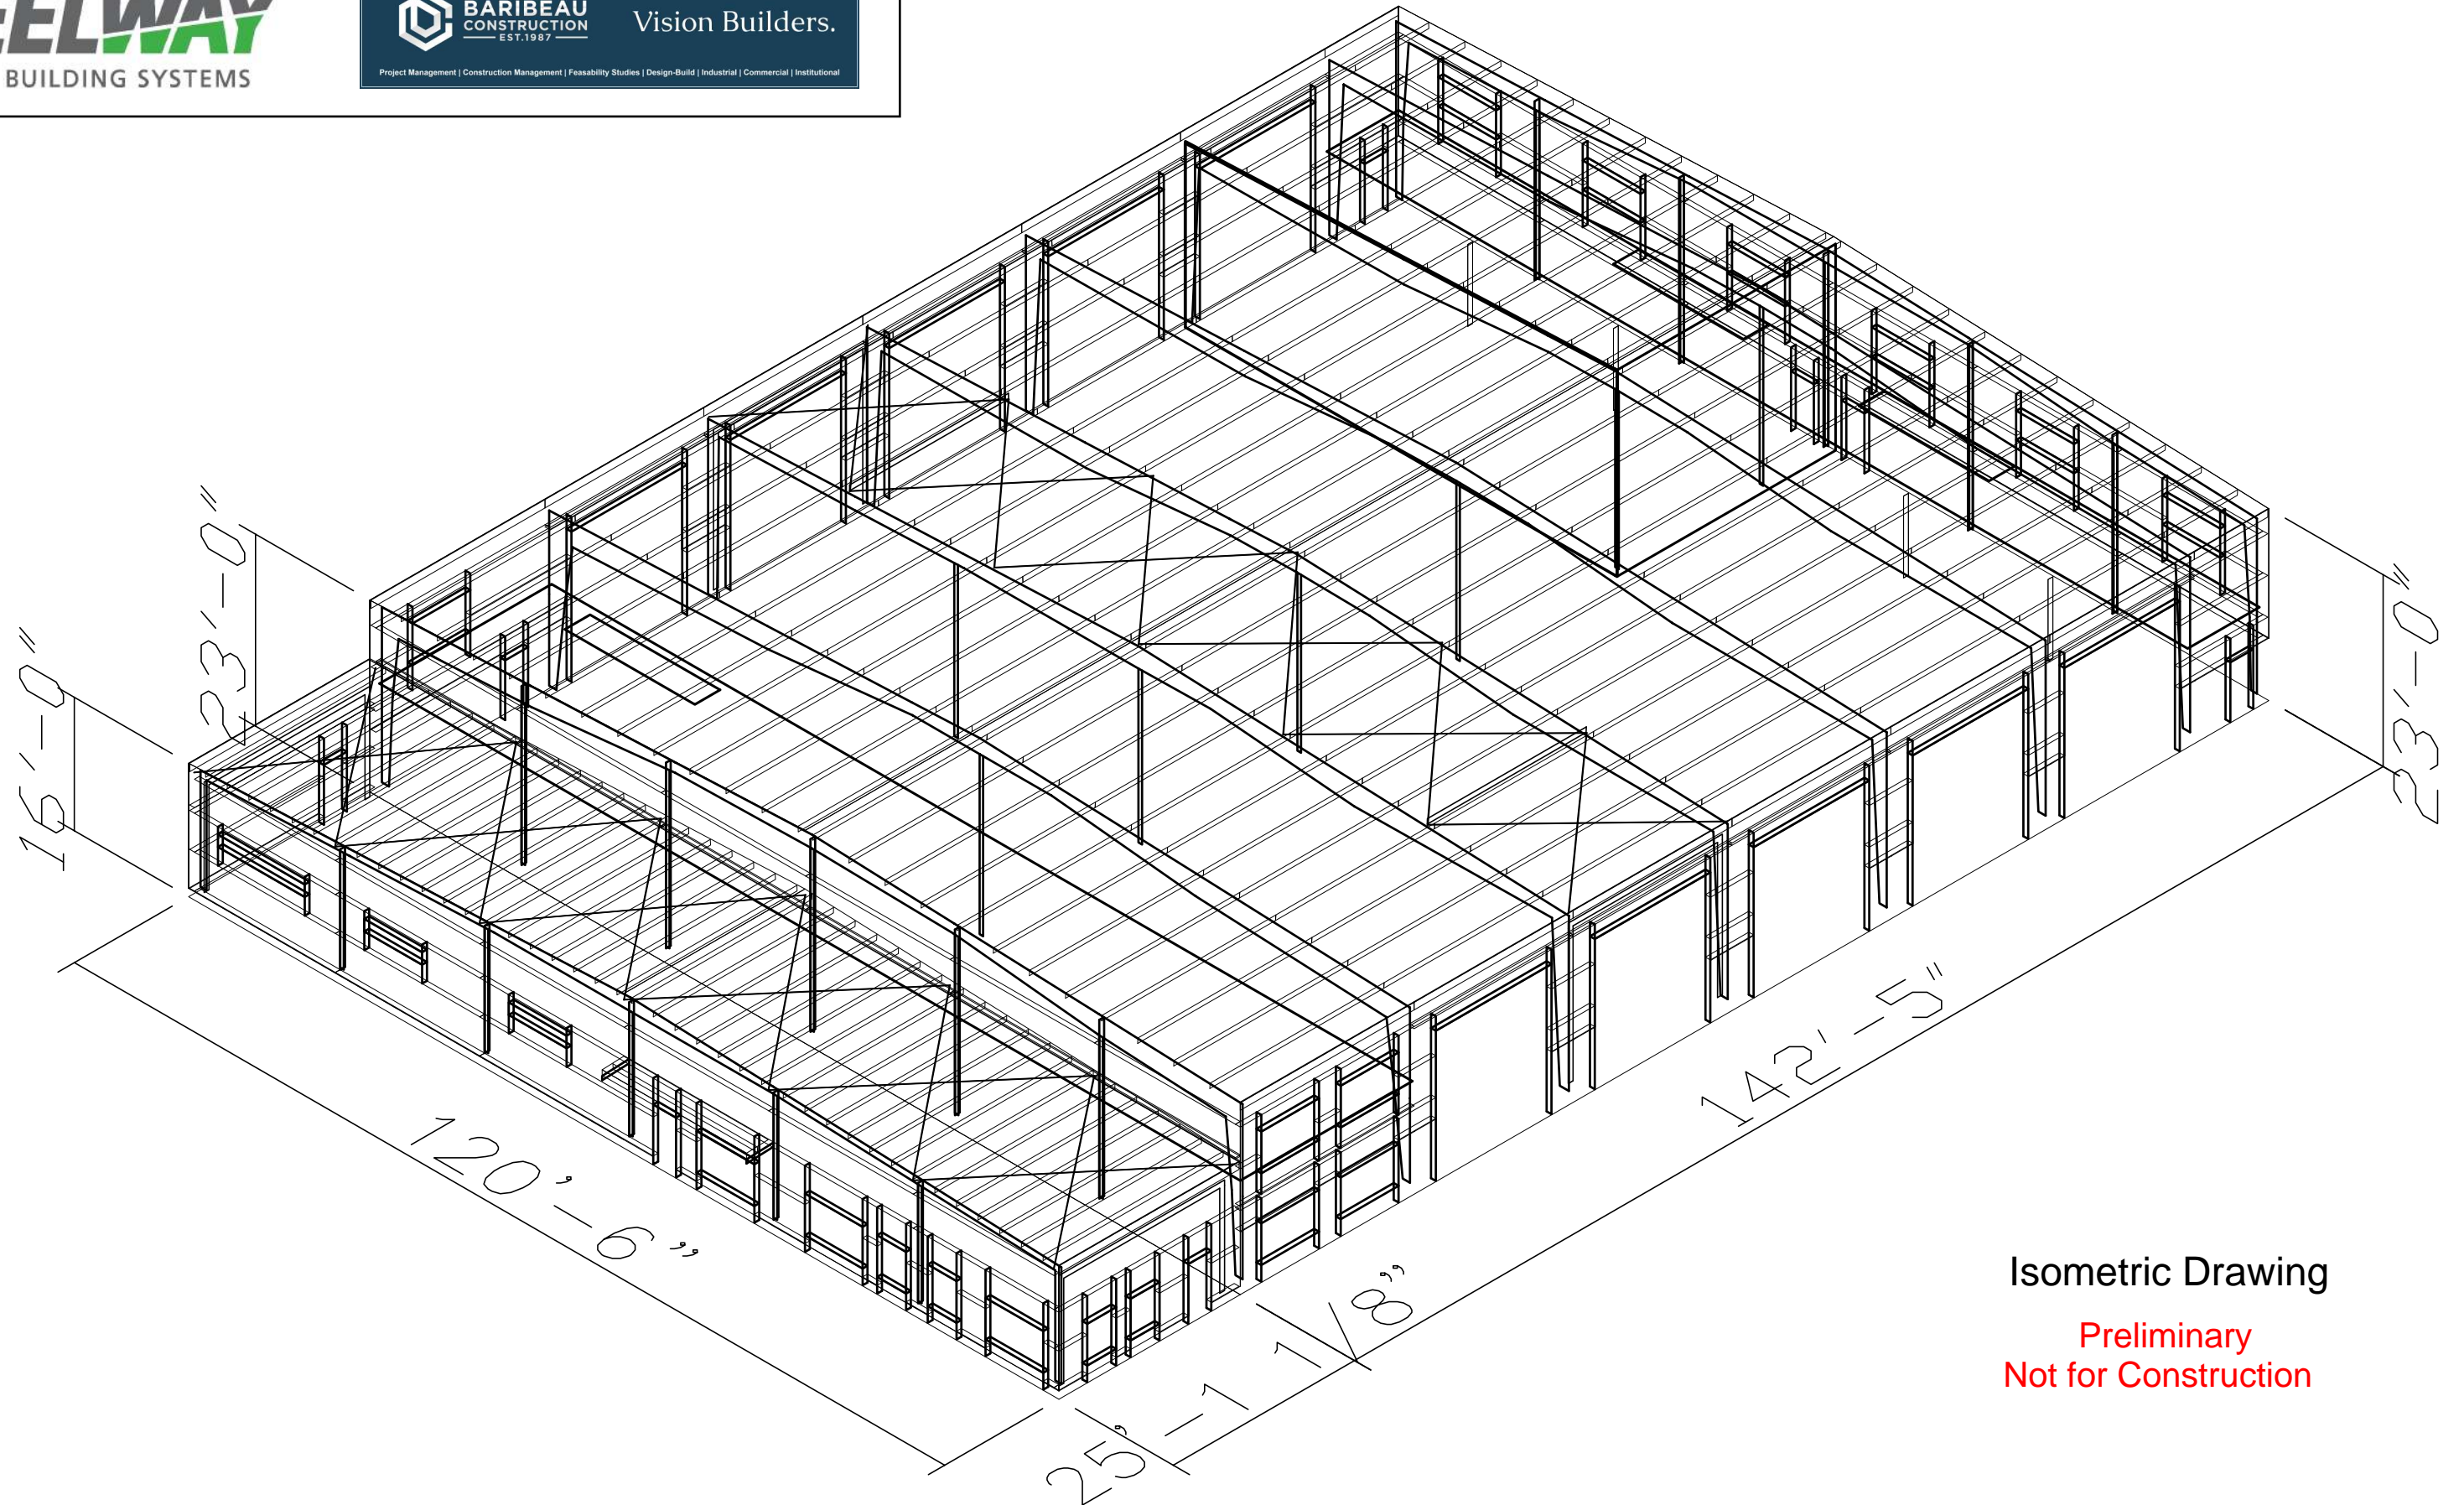 BUILDING SYSTEMS
BARIBEAU
CONSTRUCTION
EST.1987
Vision Builders.
Project Management | Construction Management | Feasability Studies | Design-Build | Industrial | Commercial | Institutional
16'-0"
23'-0"
23'-0"
120'-6"
25'-1 1/8"
142'-5"
Isometric Drawing
Preliminary
Not for Construction